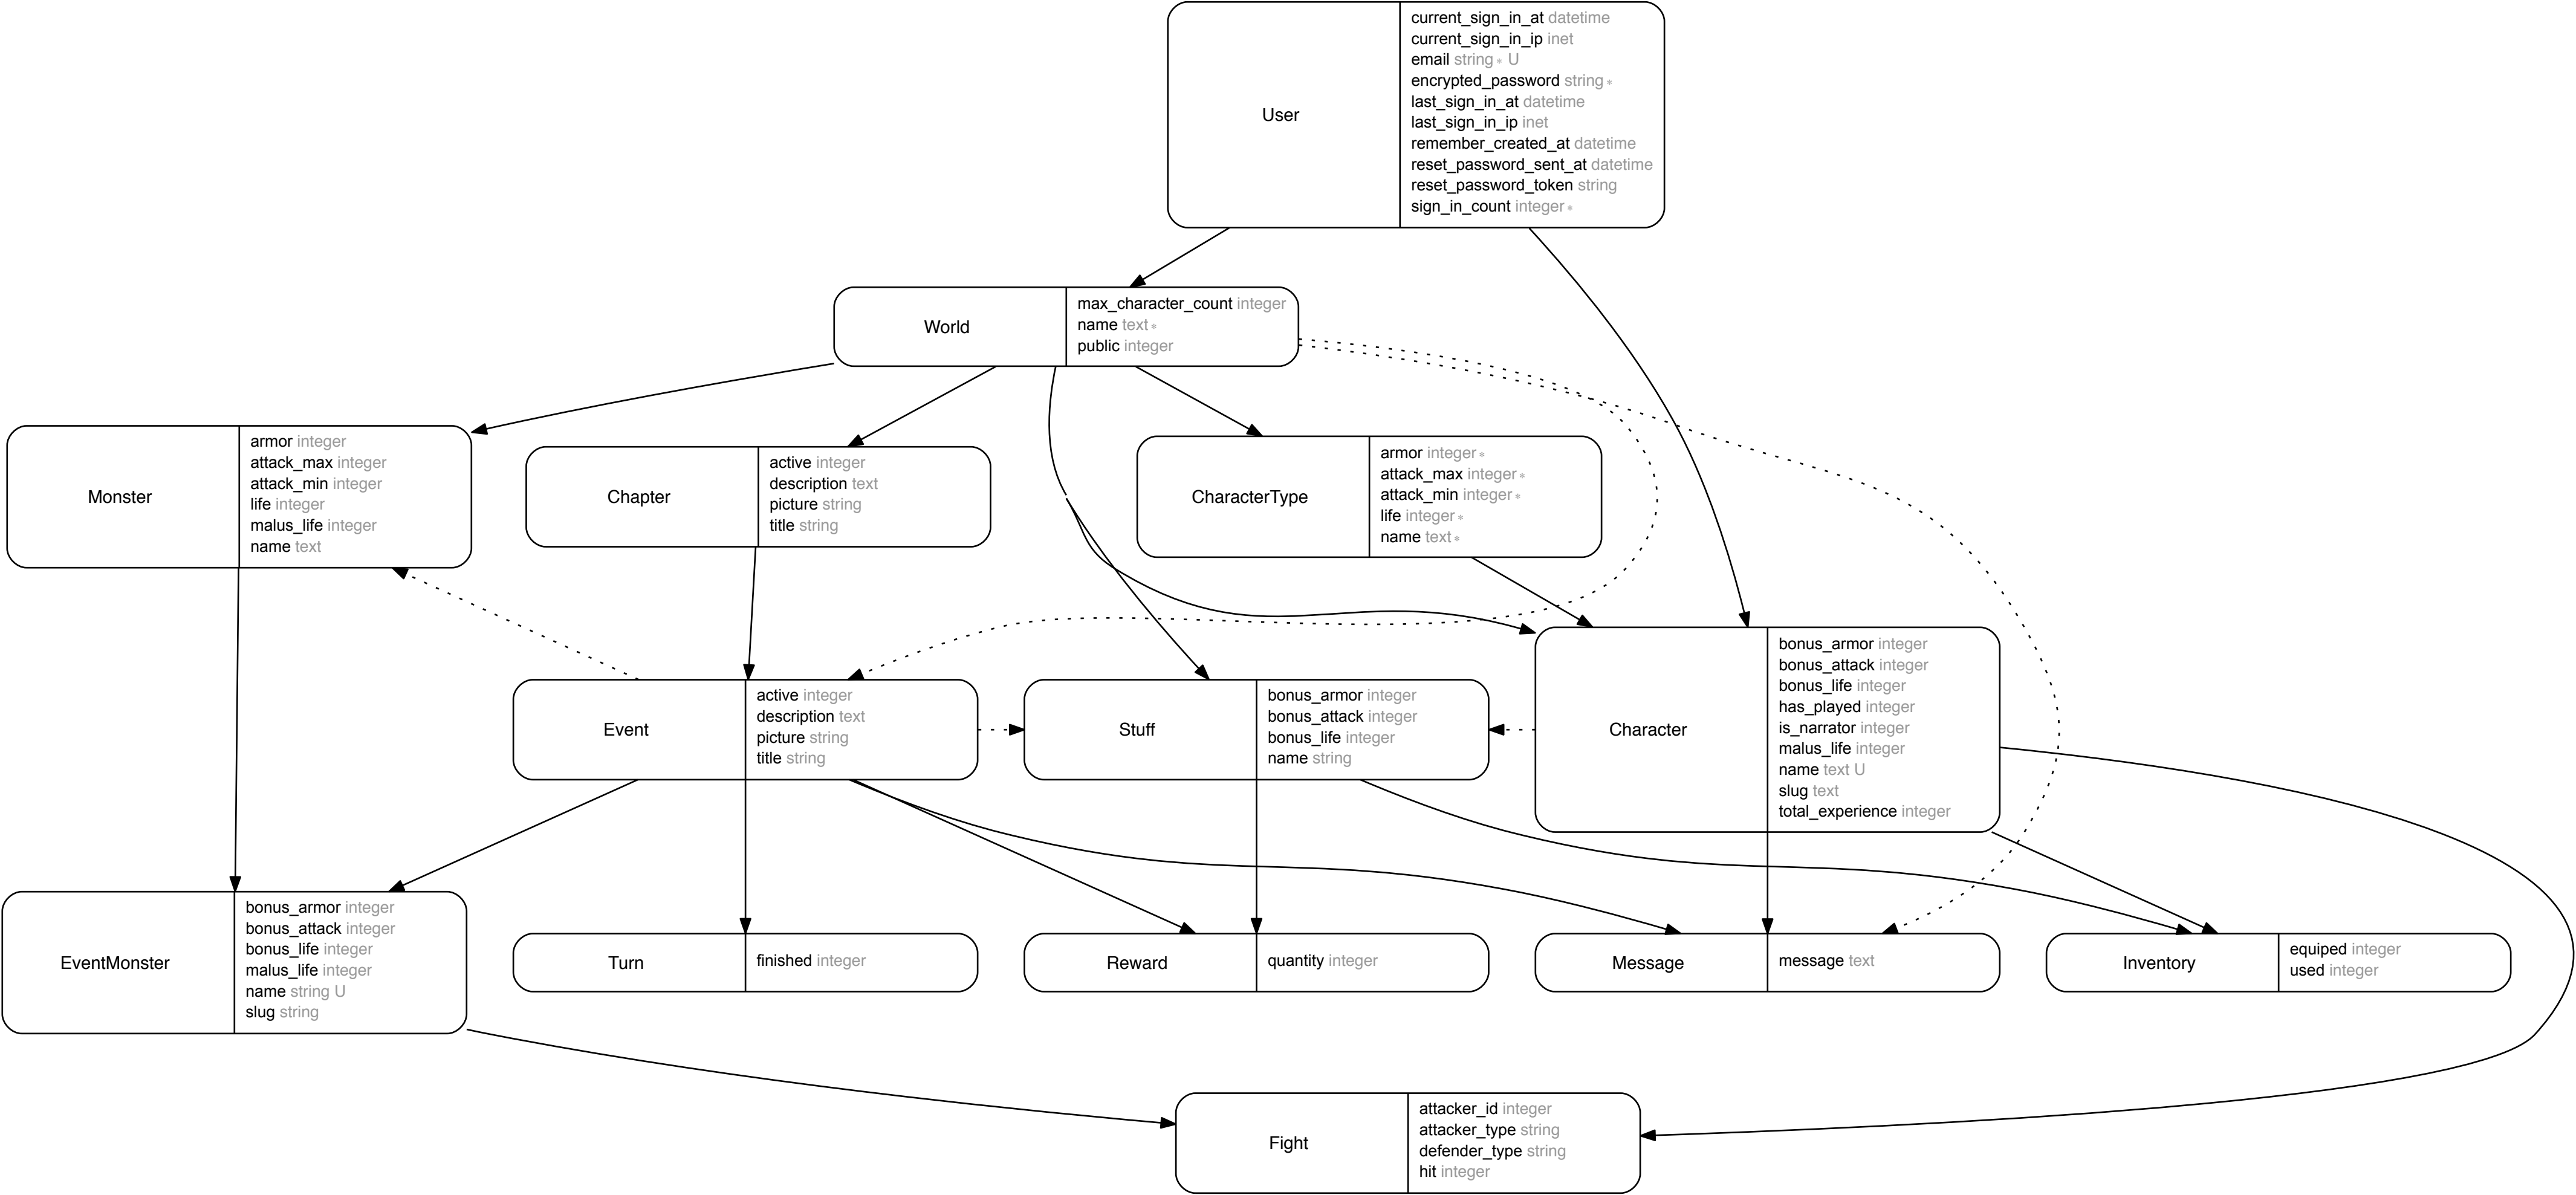 User
current_sign_in_at datetime
current_sign_in_ip inet
email string∗ U
encrypted_password string∗
last_sign_in_at datetime
last_sign_in_ip inet
remember_created_at datetime
reset_password_sent_at datetime
reset_password_token string
sign_in_count integer∗
World
max_character_count integer
name text∗
public integer
Monster
armor integer
attack_max integer
attack_min integer
life integer
malus_life integer
name text
Chapter
active integer
description text
picture string
title string
CharacterType
armor integer∗
attack_max integer∗
attack_min integer∗
life integer∗
name text∗
Event
active integer
description text
picture string
title string
Stuff
bonus_armor integer
bonus_attack integer
bonus_life integer
name string
Character
bonus_armor integer
bonus_attack integer
bonus_life integer
has_played integer
is_narrator integer
malus_life integer
name text U
slug text
total_experience integer
EventMonster
bonus_armor integer
bonus_attack integer
bonus_life integer
malus_life integer
name string U
slug string
Turn
finished integer
Reward
quantity integer
Message
message text
Inventory
equiped integer
used integer
Fight
attacker_id integer
attacker_type string
defender_type string
hit integer